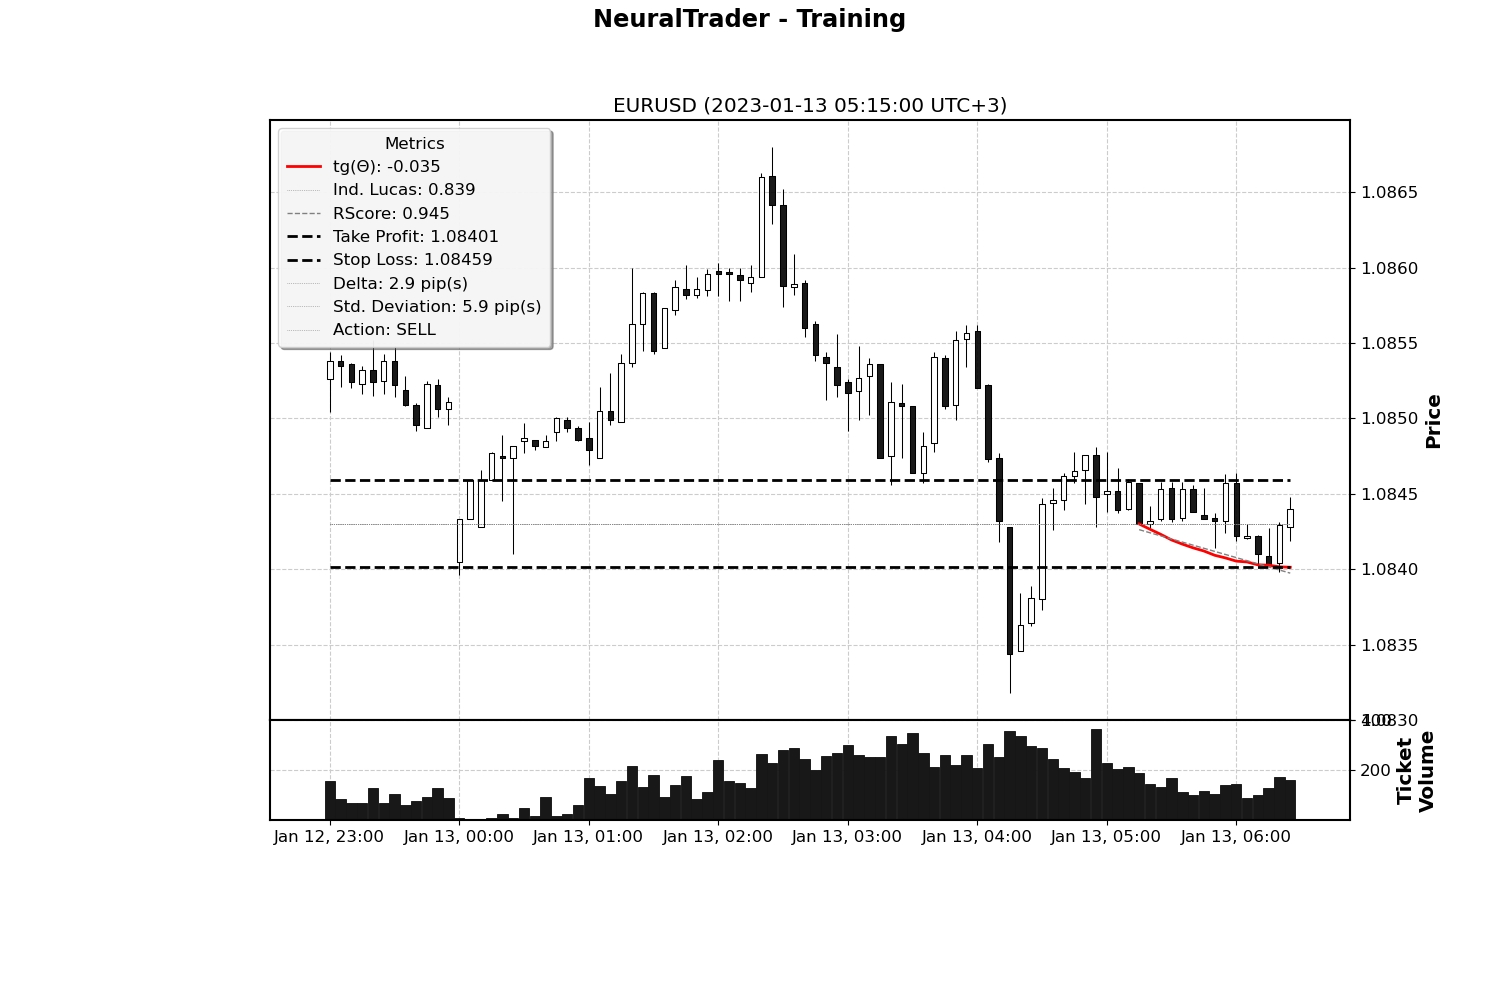 NeuralTrader - Training
EURUSD (2023-01-13 05:15:00 UTC+3)
Metrics
tg(Θ): -0.035
Ind. Lucas: 0.839
RScore: 0.945
Take Profit: 1.08401
Stop Loss: 1.08459
Delta: 2.9 pip(s)
Std. Deviation: 5.9 pip(s)
Action: SELL
1.0865
1.0860
1.0855
1.0850
1.0845
1.0840
1.0835
1.0830
Price
400
200
Ticket
Volume
Jan 12, 23:00
Jan 13, 00:00
Jan 13, 01:00
Jan 13, 02:00
Jan 13, 03:00
Jan 13, 04:00
Jan 13, 05:00
Jan 13, 06:00